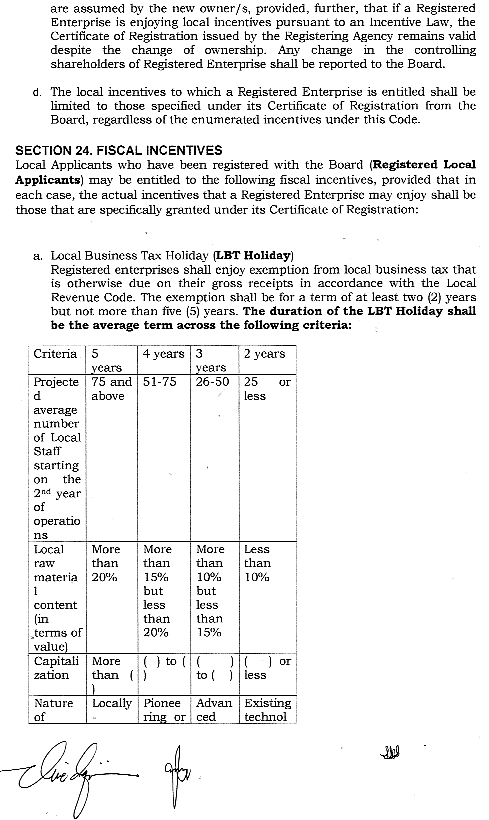 are assumed by the new owner/s, provided, further, that if a Registered
Enterprise is enjoying local incentives pursuant to an Incentive Law, the
Certificate of Registration issued by the Registering Agency remains valid
despite the change of ownership. Any change in the controlling
shareholders of Registered Enterprise shall be reported to the Board.
d. The local incentives to which a Registered Enterprise is entitled shall be
limited to those specified under its Certificate of Registration from the
Board, regardless of the enumerated incentives under this Code.
SECTION 24. FISCAL INCENTIVES
Local Applicants who have been registered with the Board (Registered Local
Applicants) may be entitled to the following fiscal incentives, provided that in
each case, the actual incentives that a Registered Enterprise may enjoy shall be
those that are specifically granted under its Certificate of Registration:
a. Local Business Tax Holiday (LBT Holiday)
Registered enterprises shall enjoy exemption from local business tax that
is otherwise due on their gross receipts in accordance with the Local
Revenue Code. The exemption shall be for a term of at least two (2) years
but not more than five (5) years. The duration of the LBT Holiday shall
be the average term across the following criteria:
Criteria 5 4 years 3 2 years
years years
Projecte 75 and 51-75 26-50 25 or
d above less
average
number
of Local
Staff
starting
on the
2nd year
of
operatio
ns
Local More More More Less
raw than than than than
materia 20% 15% 10% 10%
l but but
content less less
(in than than
terms of 20% 15%
value)
Capitali More ( ) to ( ( ) ( ) or
zation than ( ) to ( ) less
)
Nature Locally Pionee Advan Existing
of - ring or ced technol